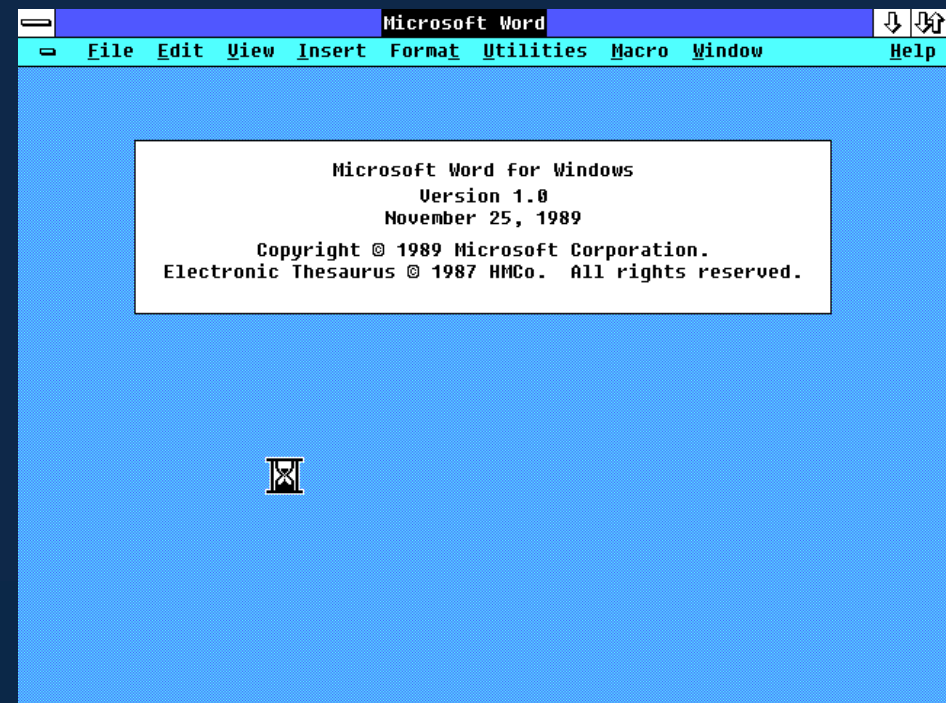 Microsoft Word
File Edit View Insert Format Utilities Macro Window Help
Microsoft Word for Windows
Version 1.0
November 25, 1989
Copyright © 1989 Microsoft Corporation.
Electronic Thesaurus © 1987 HMCo. All rights reserved.